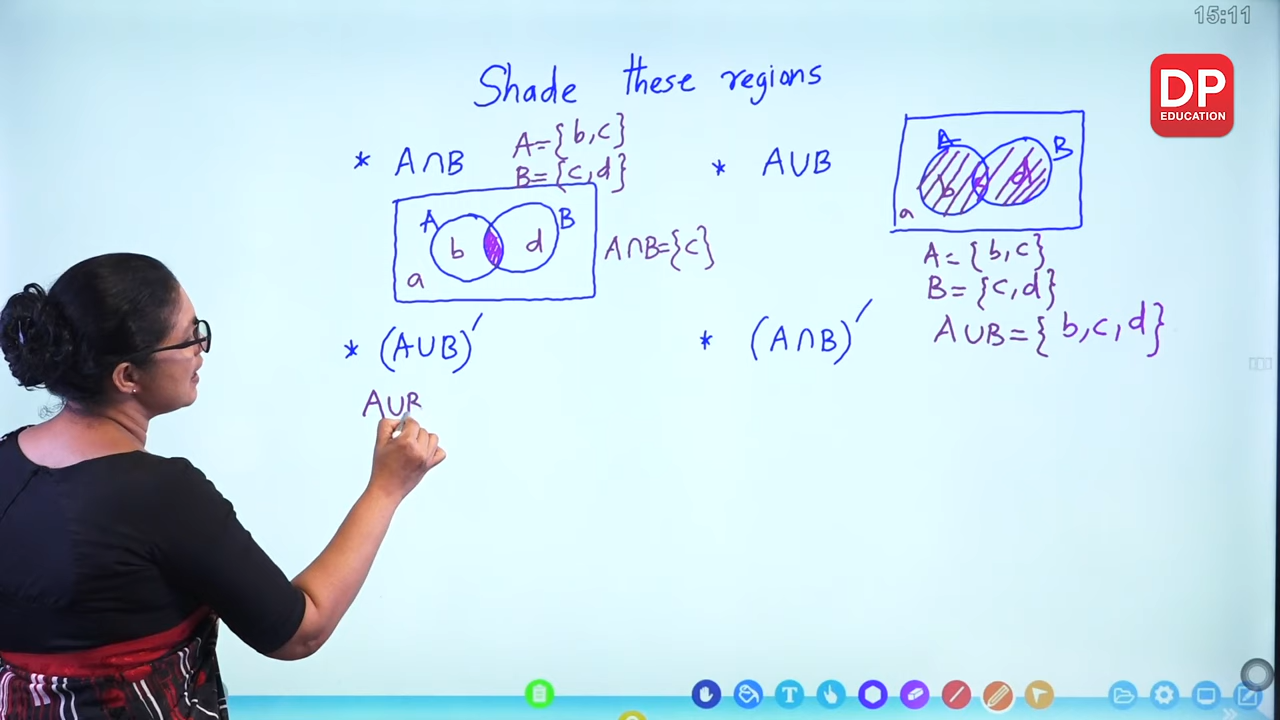 15:11
DP
EDUCATION
Shade these regions
* A∩B
A={b,c}
B={c,d}
A B
b d
a
A∩B={c}
* A∪B
A B
b c d
a
A={b,c}
B={c,d}
A∪B={b,c,d}
* (A∪B)′
A∪B
* (A∩B)′
T